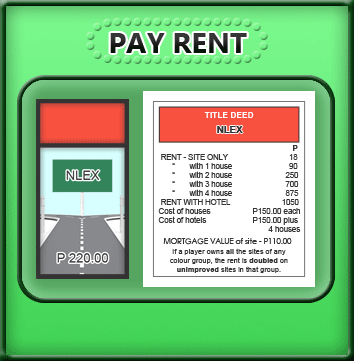 PAY RENT
NLEX
P 220.00
TITLE DEED
NLEX
P
RENT - SITE ONLY 18
" with 1 house 90
" with 2 house 250
" with 3 house 700
" with 4 house 875
RENT WITH HOTEL 1050
Cost of houses P150.00 each
Cost of hotels P150.00 plus
4 houses
MORTGAGE VALUE of site - P110.00
If a player owns all the sites of any
colour group, the rent is doubled on
unimproved sites in that group.